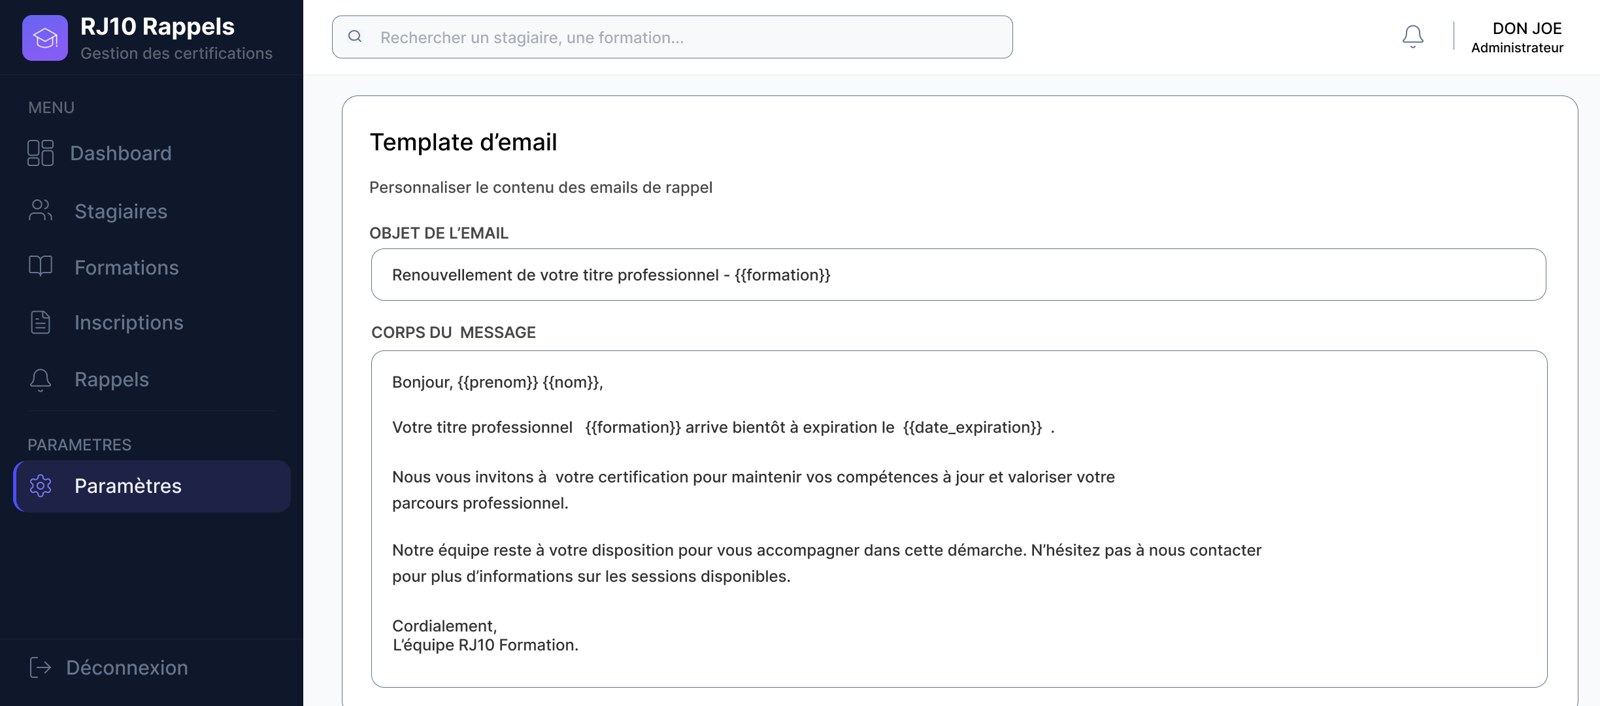 RJ10 Rappels
Gestion des certifications
MENU
Dashboard
Stagiaires
Formations
Inscriptions
Rappels
PARAMETRES
Paramètres
Déconnexion
Rechercher un stagiaire, une formation...
DON JOE
Administrateur
Template d’email
Personnaliser le contenu des emails de rappel
OBJET DE L’EMAIL
Renouvellement de votre titre professionnel - {{formation}}
CORPS DU  MESSAGE
Bonjour, {{prenom}} {{nom}},
Votre titre professionnel   {{formation}} arrive bientôt à expiration le  {{date_expiration}}  .
Nous vous invitons à  votre certification pour maintenir vos compétences à jour et valoriser votre
parcours professionnel.
Notre équipe reste à votre disposition pour vous accompagner dans cette démarche. N’hésitez pas à nous contacter
pour plus d’informations sur les sessions disponibles.
Cordialement,
L’équipe RJ10 Formation.